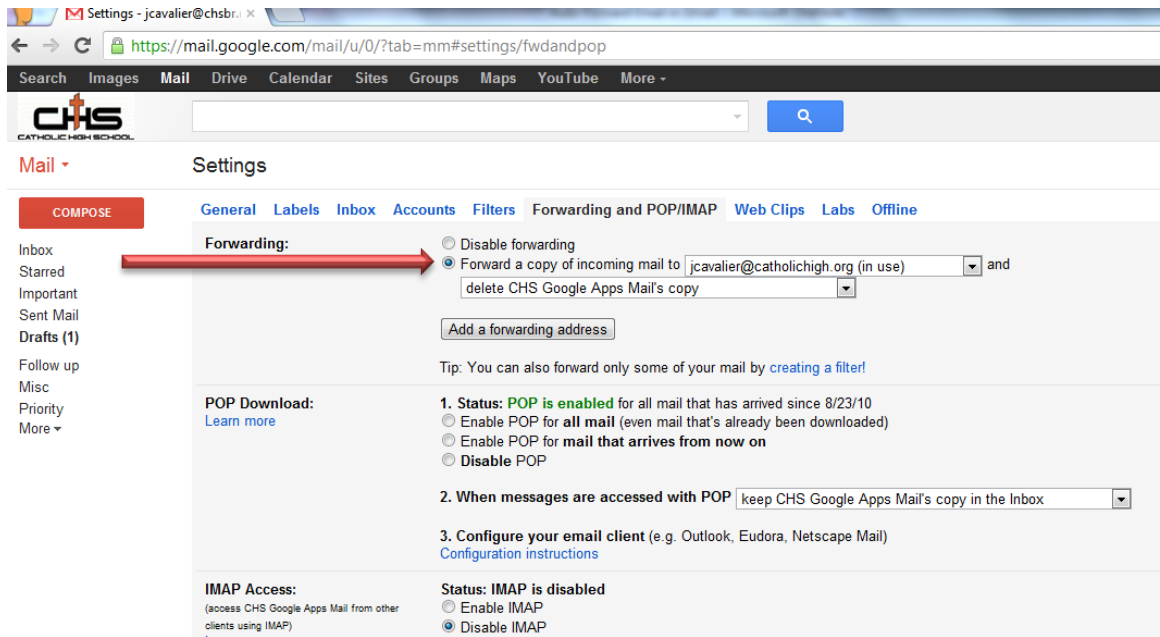 Settings - jcavalier@chsbr.
https://mail.google.com/mail/u/0/?tab=mm#settings/fwdandpop
Search Images Mail Drive Calendar Sites Groups Maps YouTube More
CHS
CATHOLIC HIGH SCHOOL
Mail
Settings
COMPOSE
General Labels Inbox Accounts Filters Forwarding and POP/IMAP Web Clips Labs Offline
Inbox
Starred
Important
Sent Mail
Drafts (1)
Follow up
Misc
Priority
More
Forwarding:
Disable forwarding
Forward a copy of incoming mail to jcavalier@catholichigh.org (in use) and
delete CHS Google Apps Mail's copy
Add a forwarding address
Tip: You can also forward only some of your mail by creating a filter!
POP Download:
Learn more
1. Status: POP is enabled for all mail that has arrived since 8/23/10
Enable POP for all mail (even mail that's already been downloaded)
Enable POP for mail that arrives from now on
Disable POP
2. When messages are accessed with POP keep CHS Google Apps Mail's copy in the Inbox
3. Configure your email client (e.g. Outlook, Eudora, Netscape Mail)
Configuration instructions
IMAP Access:
(access CHS Google Apps Mail from other
clients using IMAP)
Status: IMAP is disabled
Enable IMAP
Disable IMAP